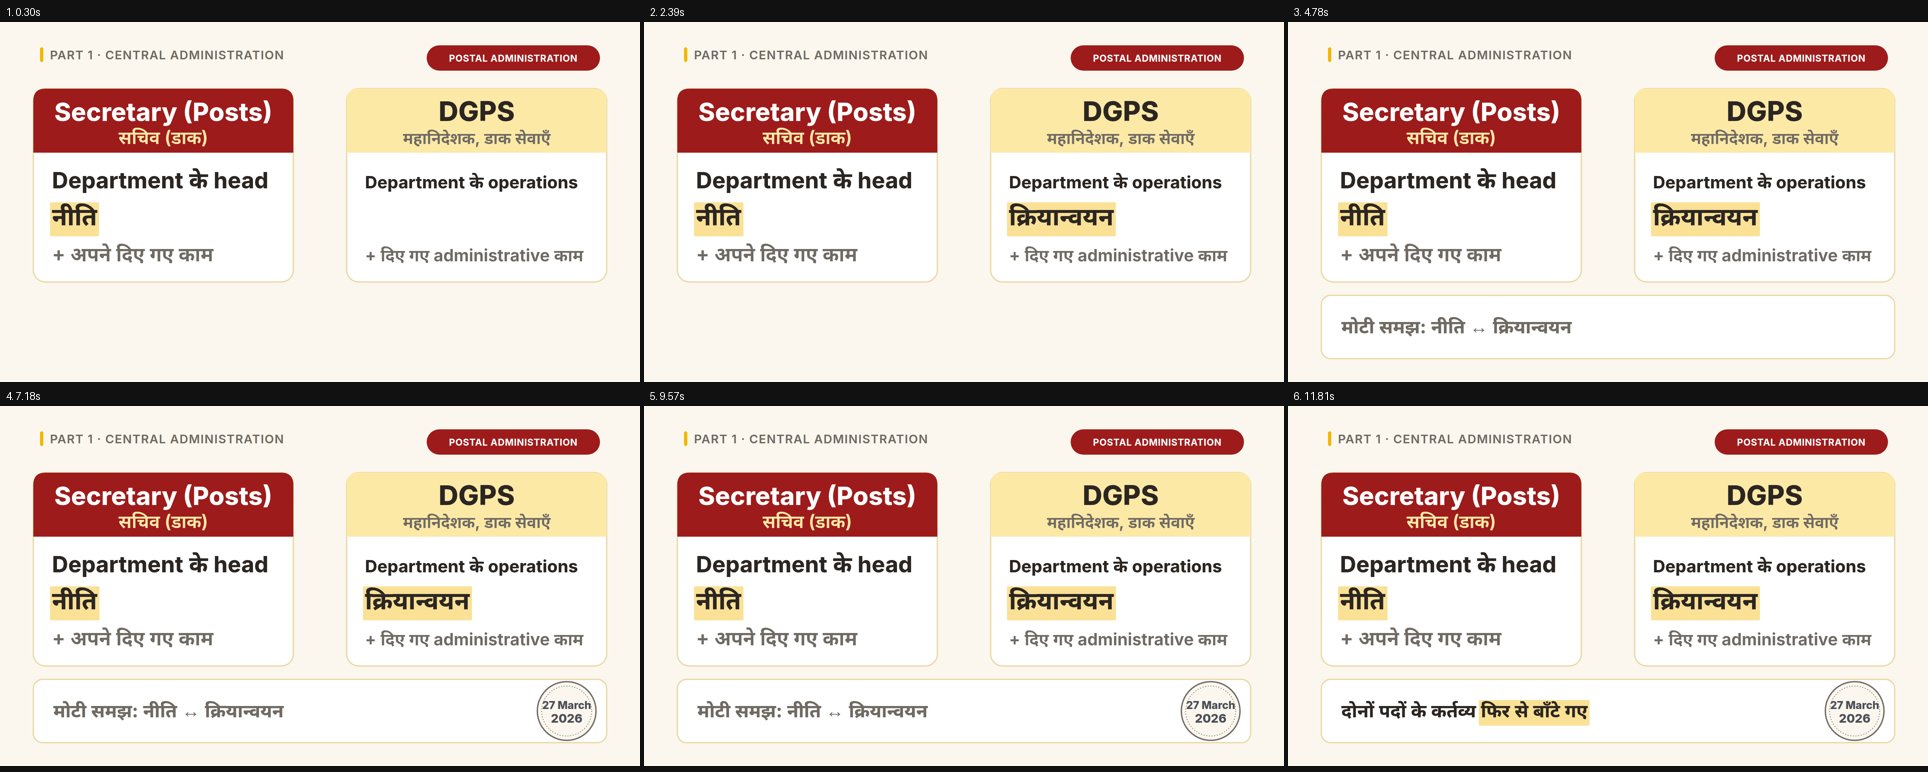 1. 0.30s
PART 1 · CENTRAL ADMINISTRATION
POSTAL ADMINISTRATION
Secretary (Posts)
सचिव (डाक)
Department के head
नीति
+ अपने दिए गए काम
DGPS
महानिदेशक, डाक सेवाएँ
Department के operations
+ दिए गए administrative काम
2. 2.39s
PART 1 · CENTRAL ADMINISTRATION
POSTAL ADMINISTRATION
Secretary (Posts)
सचिव (डाक)
Department के head
नीति
+ अपने दिए गए काम
DGPS
महानिदेशक, डाक सेवाएँ
Department के operations
क्रियान्वयन
+ दिए गए administrative काम
3. 4.78s
PART 1 · CENTRAL ADMINISTRATION
POSTAL ADMINISTRATION
Secretary (Posts)
सचिव (डाक)
Department के head
नीति
+ अपने दिए गए काम
DGPS
महानिदेशक, डाक सेवाएँ
Department के operations
क्रियान्वयन
+ दिए गए administrative काम
मोटी समझ: नीति ↔ क्रियान्वयन
4. 7.18s
PART 1 · CENTRAL ADMINISTRATION
POSTAL ADMINISTRATION
Secretary (Posts)
सचिव (डाक)
Department के head
नीति
+ अपने दिए गए काम
DGPS
महानिदेशक, डाक सेवाएँ
Department के operations
क्रियान्वयन
+ दिए गए administrative काम
मोटी समझ: नीति ↔ क्रियान्वयन
27 March
2026
5. 9.57s
PART 1 · CENTRAL ADMINISTRATION
POSTAL ADMINISTRATION
Secretary (Posts)
सचिव (डाक)
Department के head
नीति
+ अपने दिए गए काम
DGPS
महानिदेशक, डाक सेवाएँ
Department के operations
क्रियान्वयन
+ दिए गए administrative काम
मोटी समझ: नीति ↔ क्रियान्वयन
27 March
2026
6. 11.81s
PART 1 · CENTRAL ADMINISTRATION
POSTAL ADMINISTRATION
Secretary (Posts)
सचिव (डाक)
Department के head
नीति
+ अपने दिए गए काम
DGPS
महानिदेशक, डाक सेवाएँ
Department के operations
क्रियान्वयन
+ दिए गए administrative काम
दोनों पदों के कर्तव्य फिर से बाँटे गए
27 March
2026